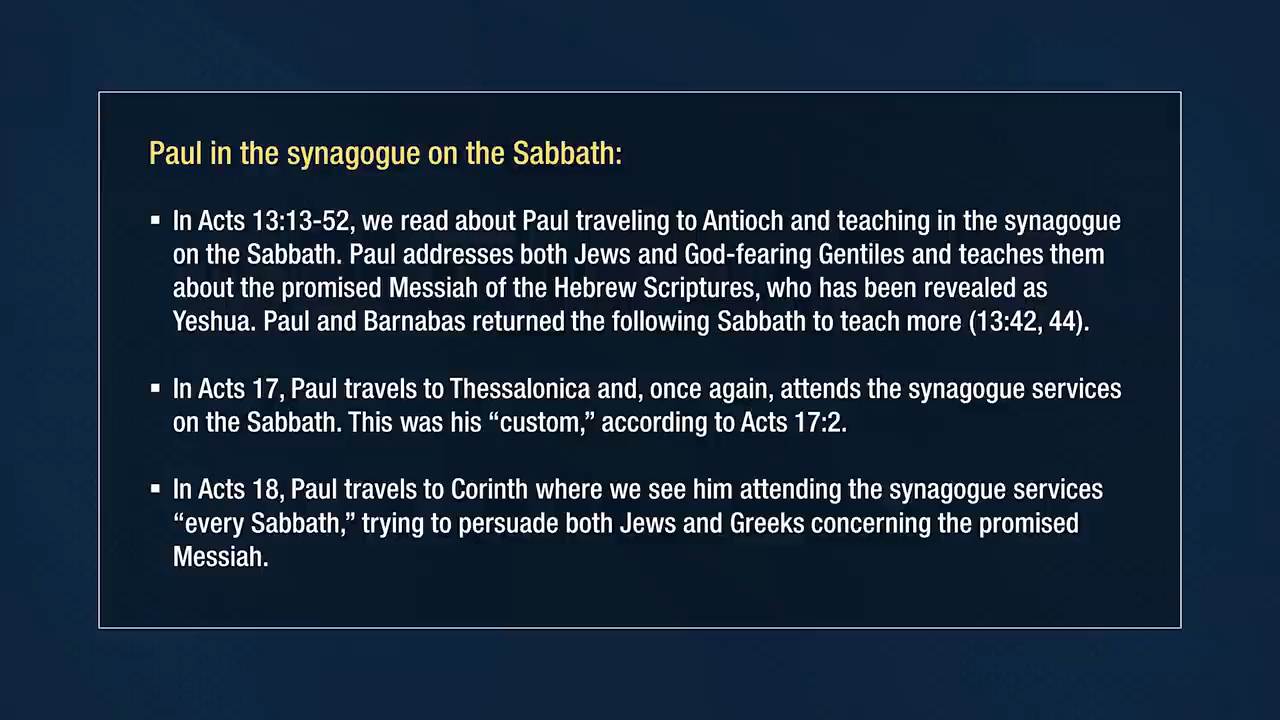 Paul in the synagogue on the Sabbath:
▪ In Acts 13:13-52, we read about Paul traveling to Antioch and teaching in the synagogue
on the Sabbath. Paul addresses both Jews and God-fearing Gentiles and teaches them
about the promised Messiah of the Hebrew Scriptures, who has been revealed as
Yeshua. Paul and Barnabas returned the following Sabbath to teach more (13:42, 44).
▪ In Acts 17, Paul travels to Thessalonica and, once again, attends the synagogue services
on the Sabbath. This was his “custom,” according to Acts 17:2.
▪ In Acts 18, Paul travels to Corinth where we see him attending the synagogue services
“every Sabbath,” trying to persuade both Jews and Greeks concerning the promised
Messiah.